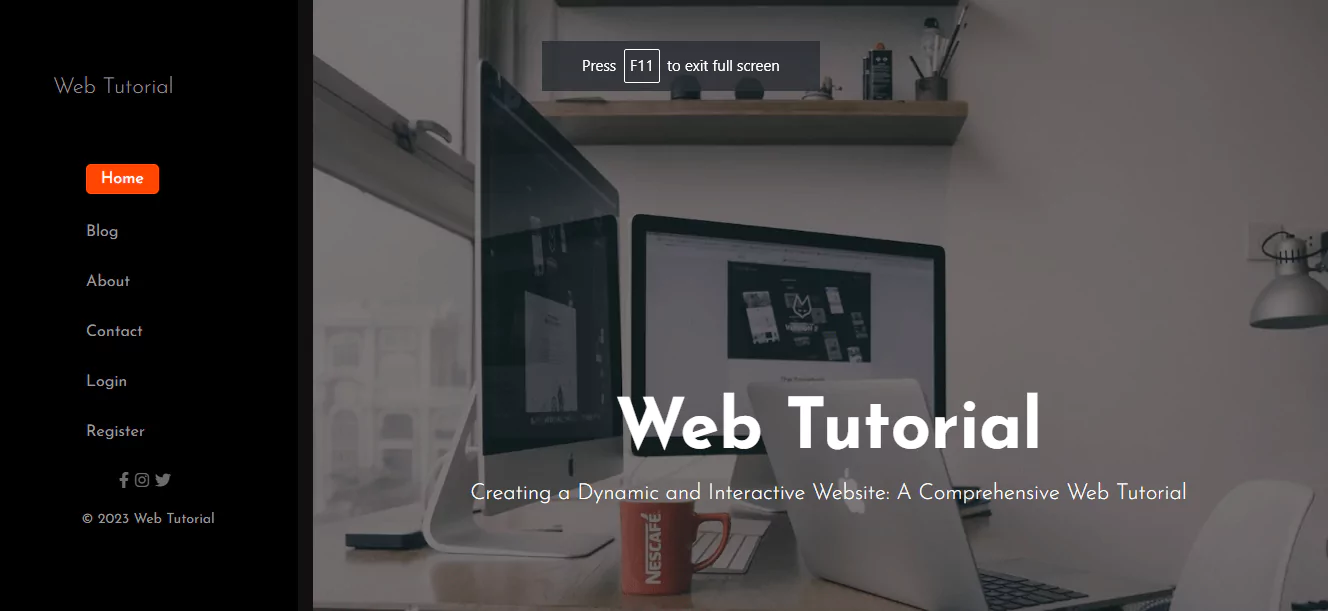 Web Tutorial
Home
Blog
About
Contact
Login
Register
© 2023 Web Tutorial
Press F11 to exit full screen
Web Tutorial
Creating a Dynamic and Interactive Website: A Comprehensive Web Tutorial
NESCAFÉ